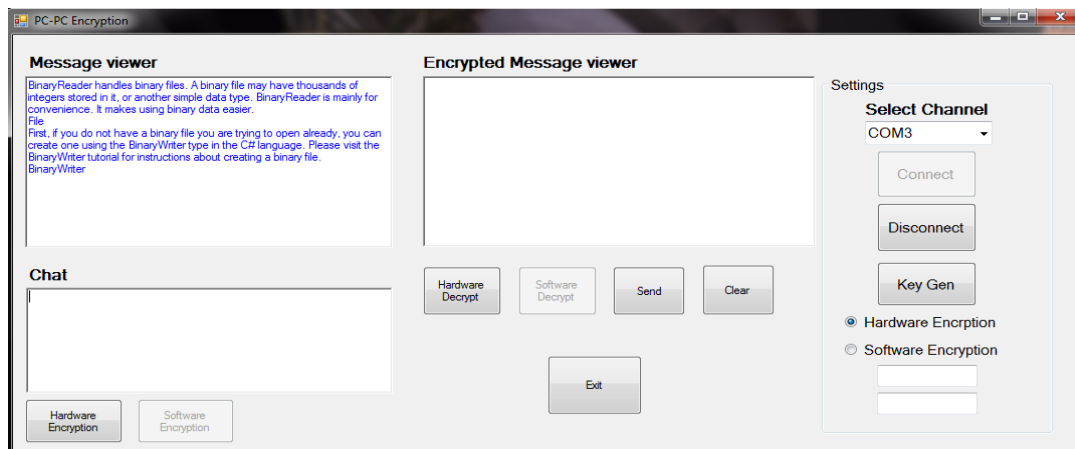 PC-PC Encryption
Message viewer
BinaryReader handles binary files. A binary file may have thousands of
integers stored in it, or another simple data type. BinaryReader is mainly for
convenience. It makes using binary data easier.
File
First, if you do not have a binary file you are trying to open already, you can
create one using the BinaryWriter type in the C# language. Please visit the
BinaryWriter tutorial for instructions about creating a binary file.
BinaryWriter
Encrypted Message viewer
Settings
Select Channel
COM3
Connect
Disconnect
Key Gen
Hardware Encrption
Software Encryption
Hardware
Decrypt
Software
Decrypt
Send
Clear
Exit
Chat
Hardware
Encryption
Software
Encryption